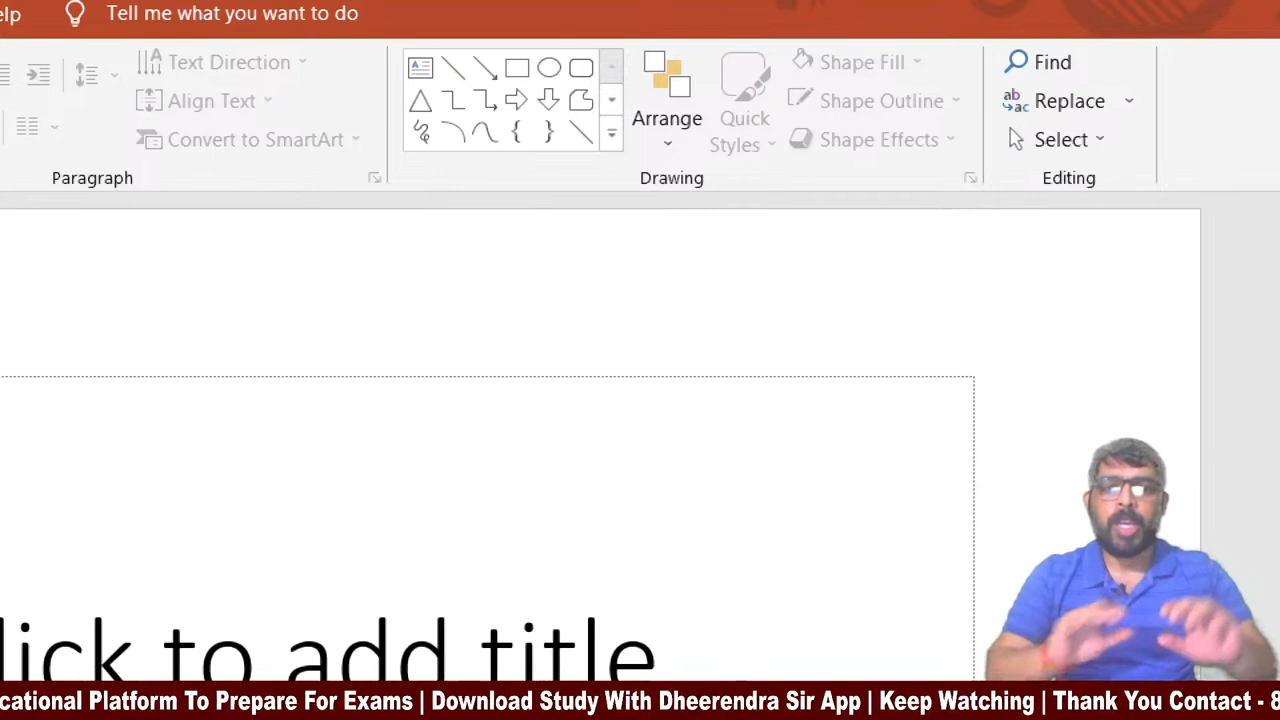 elp Tell me what you want to do
Text Direction
Align Text
Convert to SmartArt
Paragraph
Arrange
Quick
Styles
Shape Fill
Shape Outline
Shape Effects
Drawing
Find
Replace
Select
Editing
lick to add title
cational Platform To Prepare For Exams | Download Study With Dheerendra Sir App | Keep Watching | Thank You Contact - 8